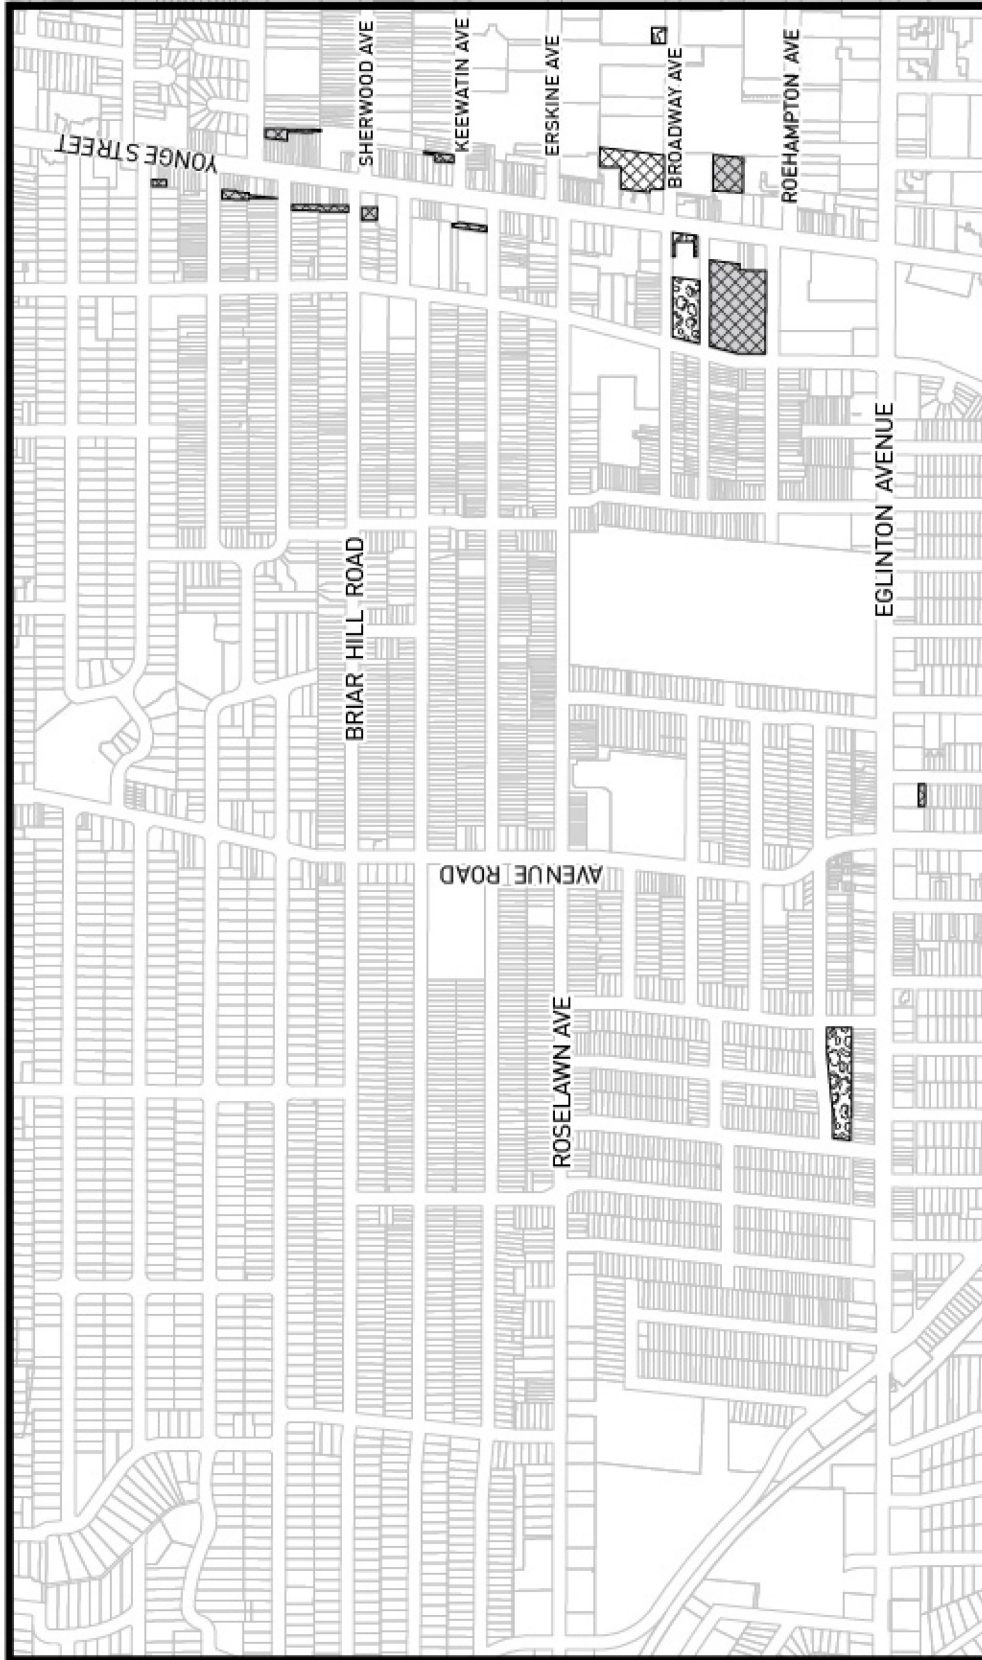 YONGE STREET
SHERWOOD AVE
KEEWATIN AVE
ERSKINE AVE
BROADWAY AVE
ROEHAMPTON AVE
EGLINTON AVENUE
BRIAR HILL ROAD
AVENUE ROAD
ROSELAWN AVE